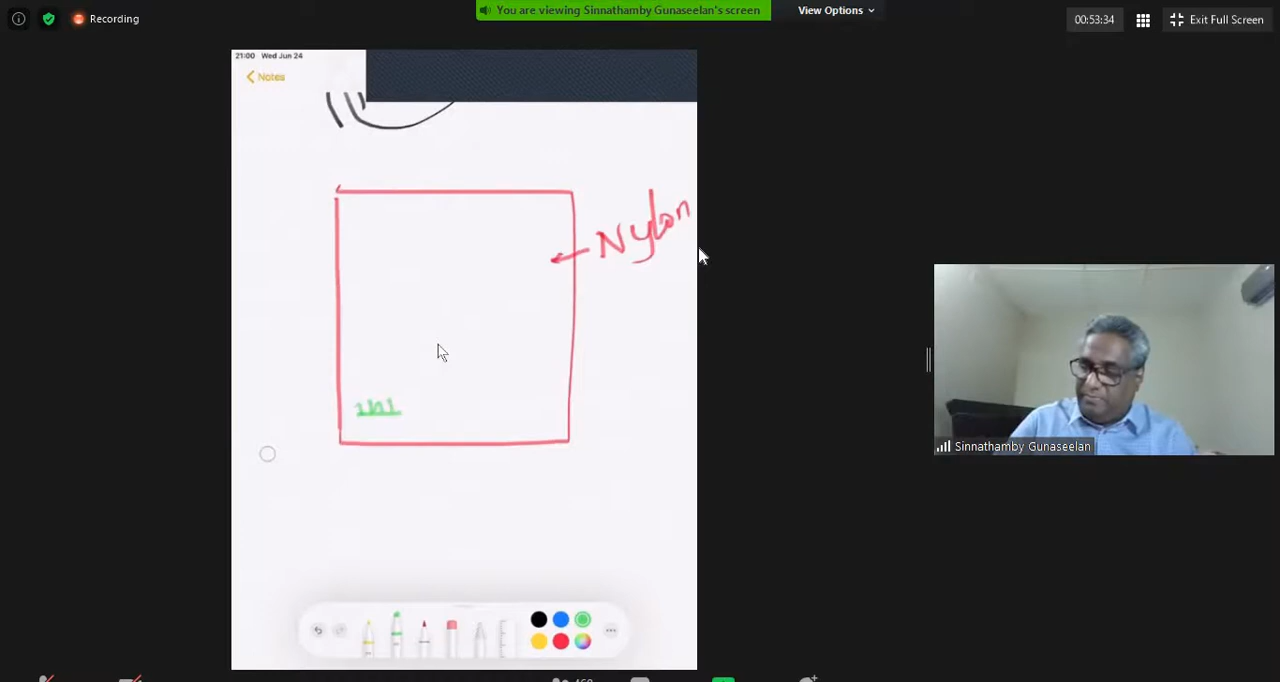 Recording
You are viewing Sinnathamby Gunaseelan's screen
View Options
00:53:34
Exit Full Screen
21:00 Wed Jun 24
Notes
Nylon
Sinnathamby Gunaseelan